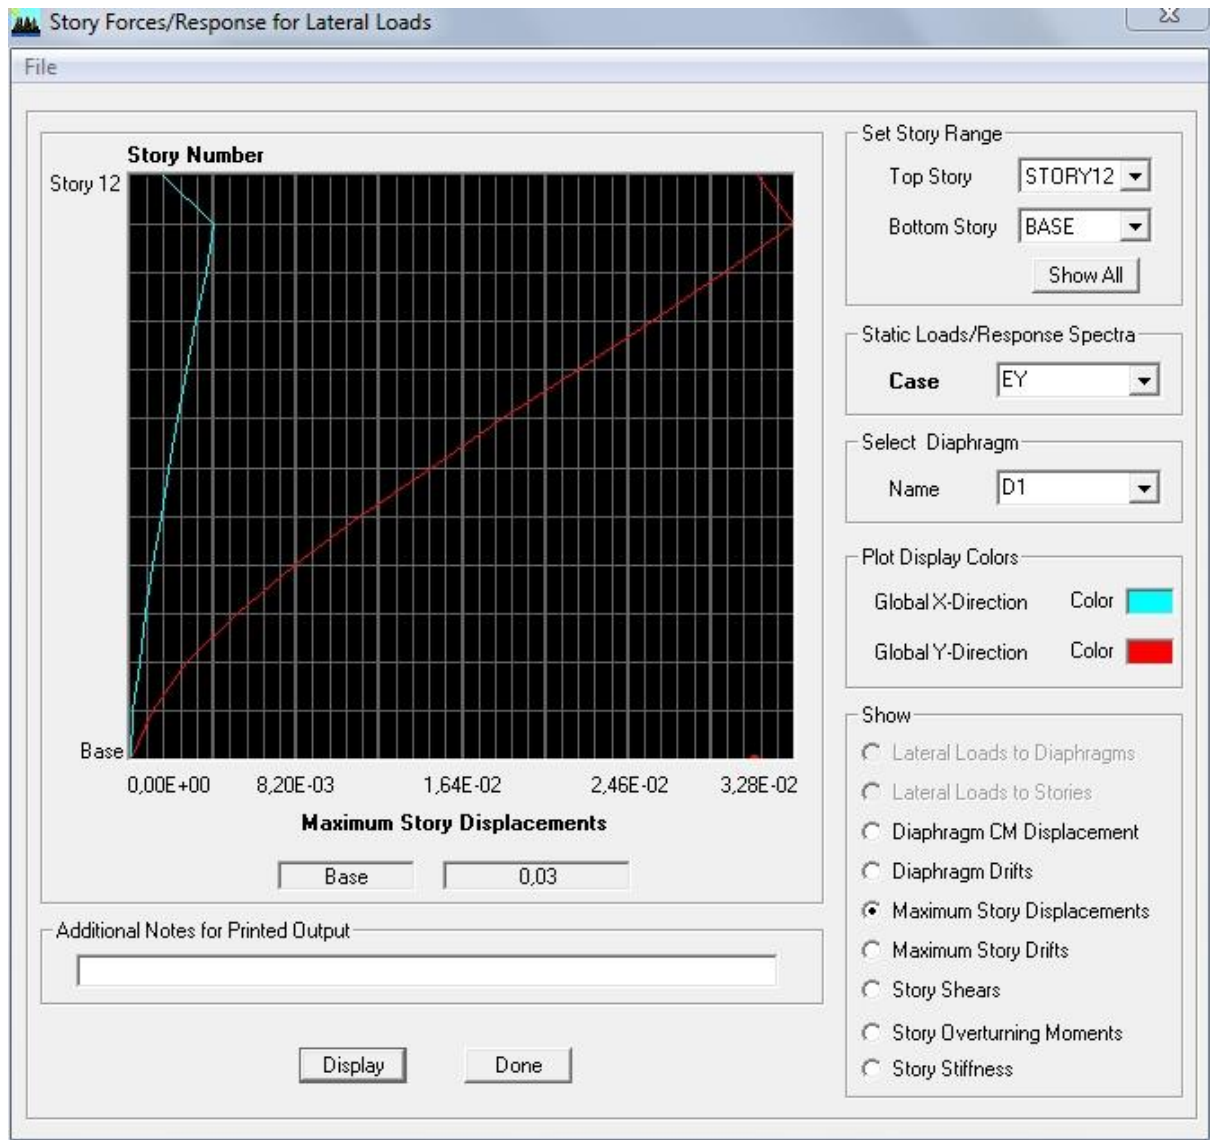 Story Forces/Response for Lateral Loads
File
Story Number
Story 12
Base
0,00E+00 8,20E-03 1,64E-02 2,46E-02 3,28E-02
Maximum Story Displacements
Base 0,03
Additional Notes for Printed Output
Display Done
Set Story Range
Top Story STORY12
Bottom Story BASE
Show All
Static Loads/Response Spectra
Case EY
Select Diaphragm
Name D1
Plot Display Colors
Global X-Direction Color
Global Y-Direction Color
Show
Lateral Loads to Diaphragms
Lateral Loads to Stories
Diaphragm CM Displacement
Diaphragm Drifts
Maximum Story Displacements
Maximum Story Drifts
Story Shears
Story Overturning Moments
Story Stiffness